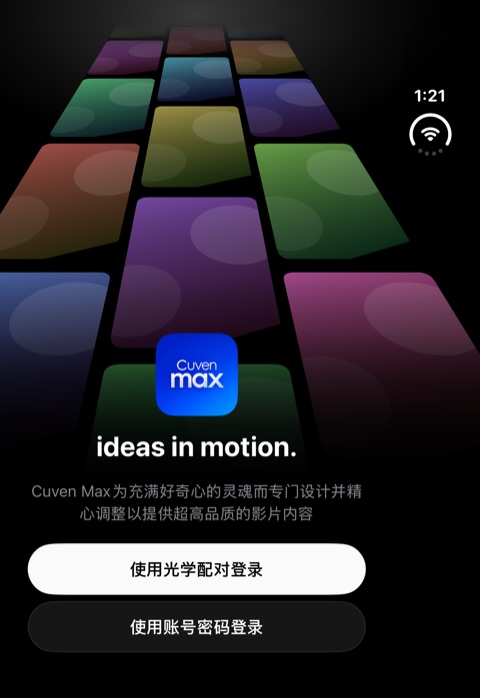 1:21
Cuven
max
ideas in motion.
Cuven Max为充满好奇心的灵魂而专门设计并精
心调整以提供超高品质的影片内容
使用光学配对登录
使用账号密码登录